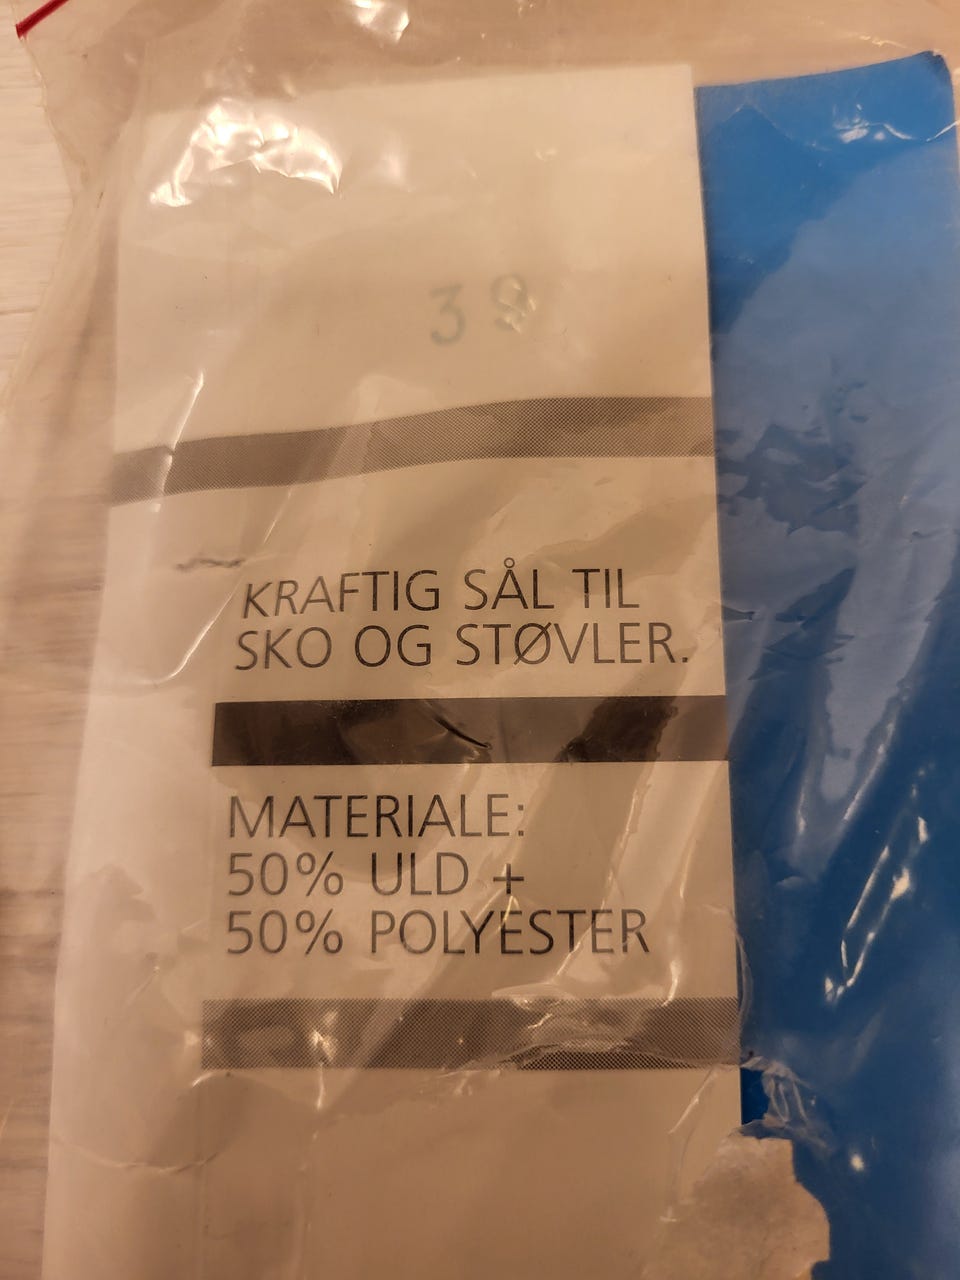 39
KRAFTIG SÅL TIL
SKO OG STØVLER.
MATERIALE:
50% ULD +
50% POLYESTER